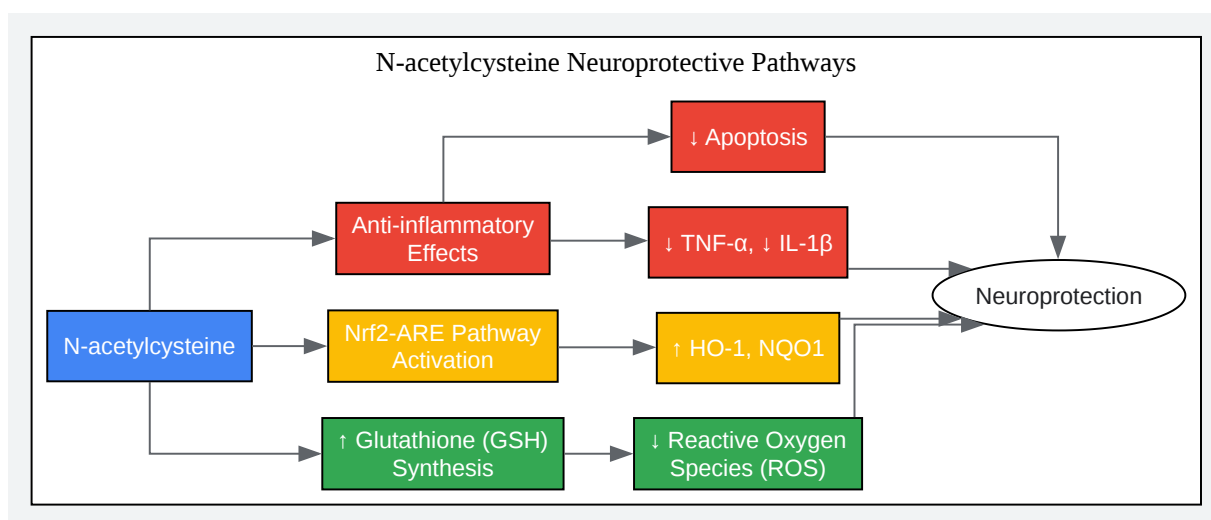 N-acetylcysteine Neuroprotective Pathways
↓ Apoptosis
Anti-inflammatory
Effects
↓ TNF-α, ↓ IL-1β
Neuroprotection
N-acetylcysteine
Nrf2-ARE Pathway
Activation
↑ HO-1, NQO1
↑ Glutathione (GSH)
Synthesis
↓ Reactive Oxygen
Species (ROS)